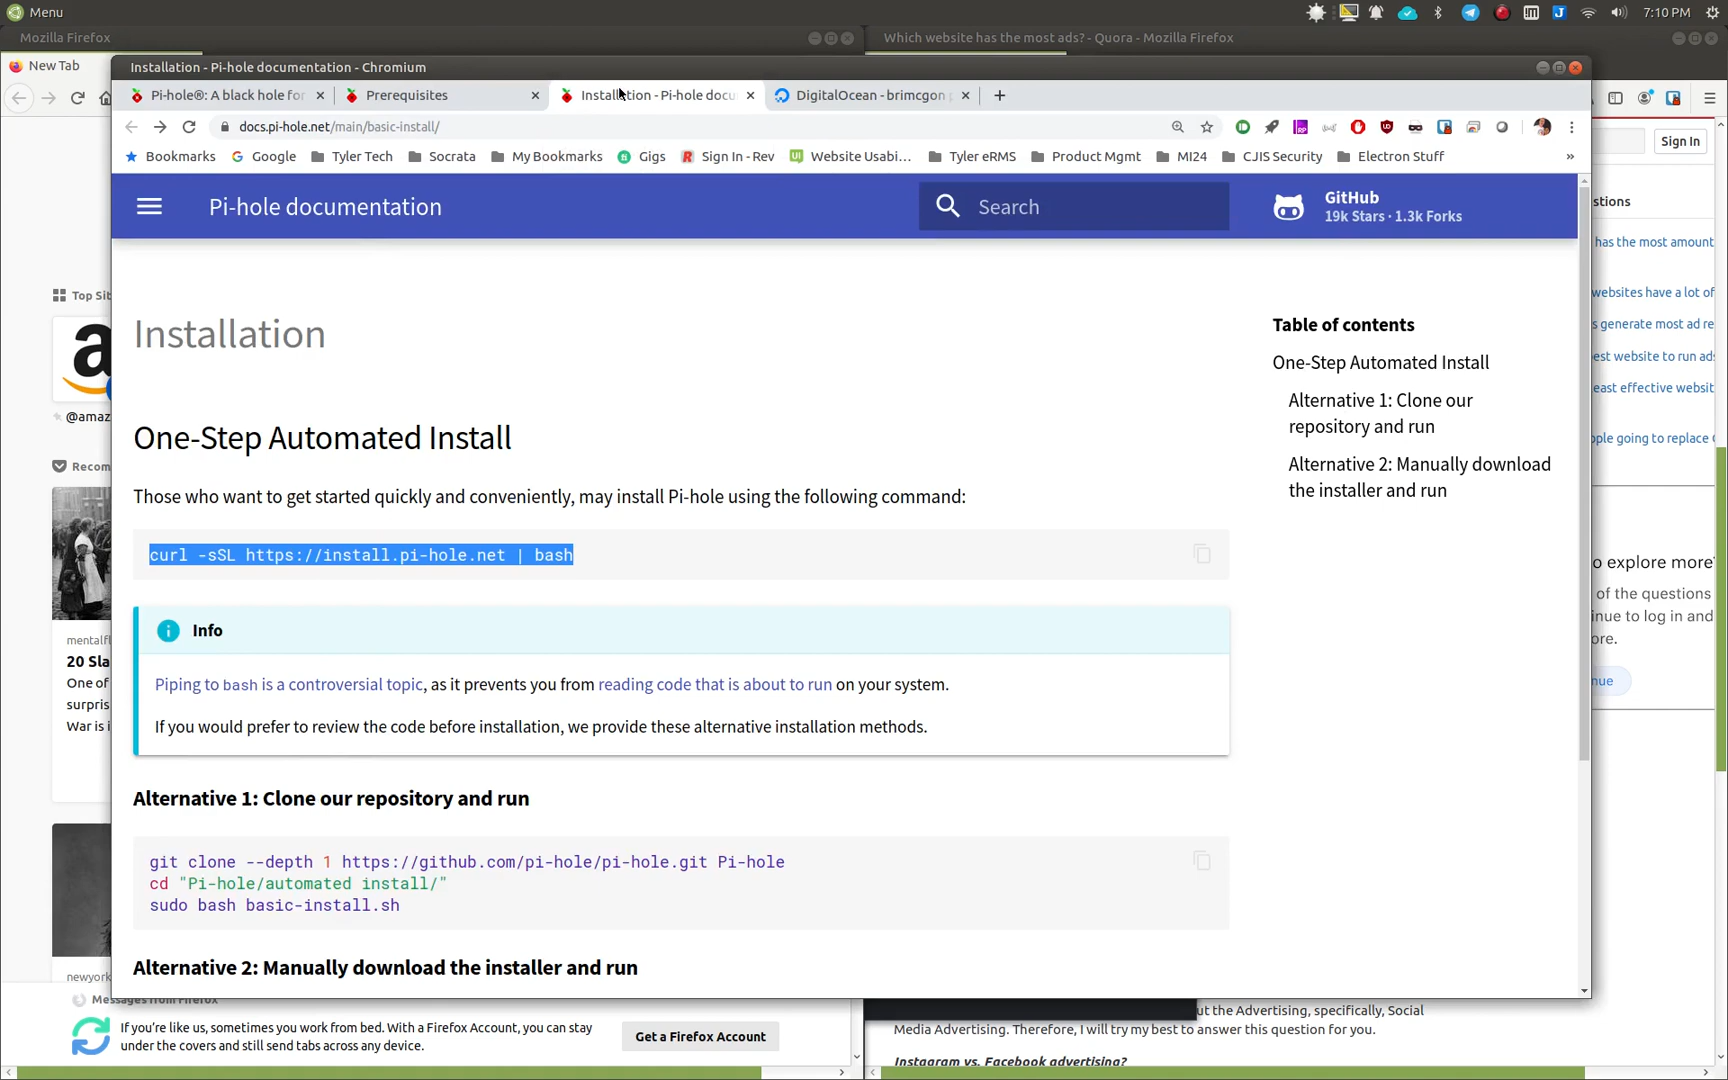 Menu
7:10 PM
Mozilla Firefox
Which website has the most ads? - Quora - Mozilla Firefox
New Tab
Installation - Pi-hole documentation - Chromium
Pi-hole®: A black hole for
Prerequisites
Installation - Pi-hole docu
DigitalOcean - brimcgon
docs.pi-hole.net/main/basic-install/
Bookmarks
Google
Tyler Tech
Socrata
My Bookmarks
Gigs
Sign In - Rev
Website Usabi...
Tyler eRMS
Product Mgmt
MI24
CJIS Security
Electron Stuff
»
Sign In
Pi-hole documentation
Search
GitHub
19k Stars · 1.3k Forks
Installation
One-Step Automated Install
Those who want to get started quickly and conveniently, may install Pi-hole using the following command:
curl -sSL https://install.pi-hole.net | bash
Info
Piping to bash is a controversial topic, as it prevents you from reading code that is about to run on your system.
If you would prefer to review the code before installation, we provide these alternative installation methods.
Alternative 1: Clone our repository and run
git clone --depth 1 https://github.com/pi-hole/pi-hole.git Pi-hole
cd "Pi-hole/automated install/"
sudo bash basic-install.sh
Alternative 2: Manually download the installer and run
Table of contents
One-Step Automated Install
Alternative 1: Clone our
repository and run
Alternative 2: Manually download
the installer and run
Top Sit
@amaz
Recom
mentalfl
20 Sla
One of
surpris
War is i
newyork
Messages from Firefox
If you're like us, sometimes you work from bed. With a Firefox Account, you can stay
under the covers and still send tabs across any device.
Get a Firefox Account
stions
has the most amount
websites have a lot of
s generate most ad re
est website to run ads
east effective websit
ople going to replace
o explore more?
of the questions
inue to log in and
ore.
nue
ut the Advertising, specifically, Social
Media Advertising. Therefore, I will try my best to answer this question for you.
Instagram vs. Facebook advertising?